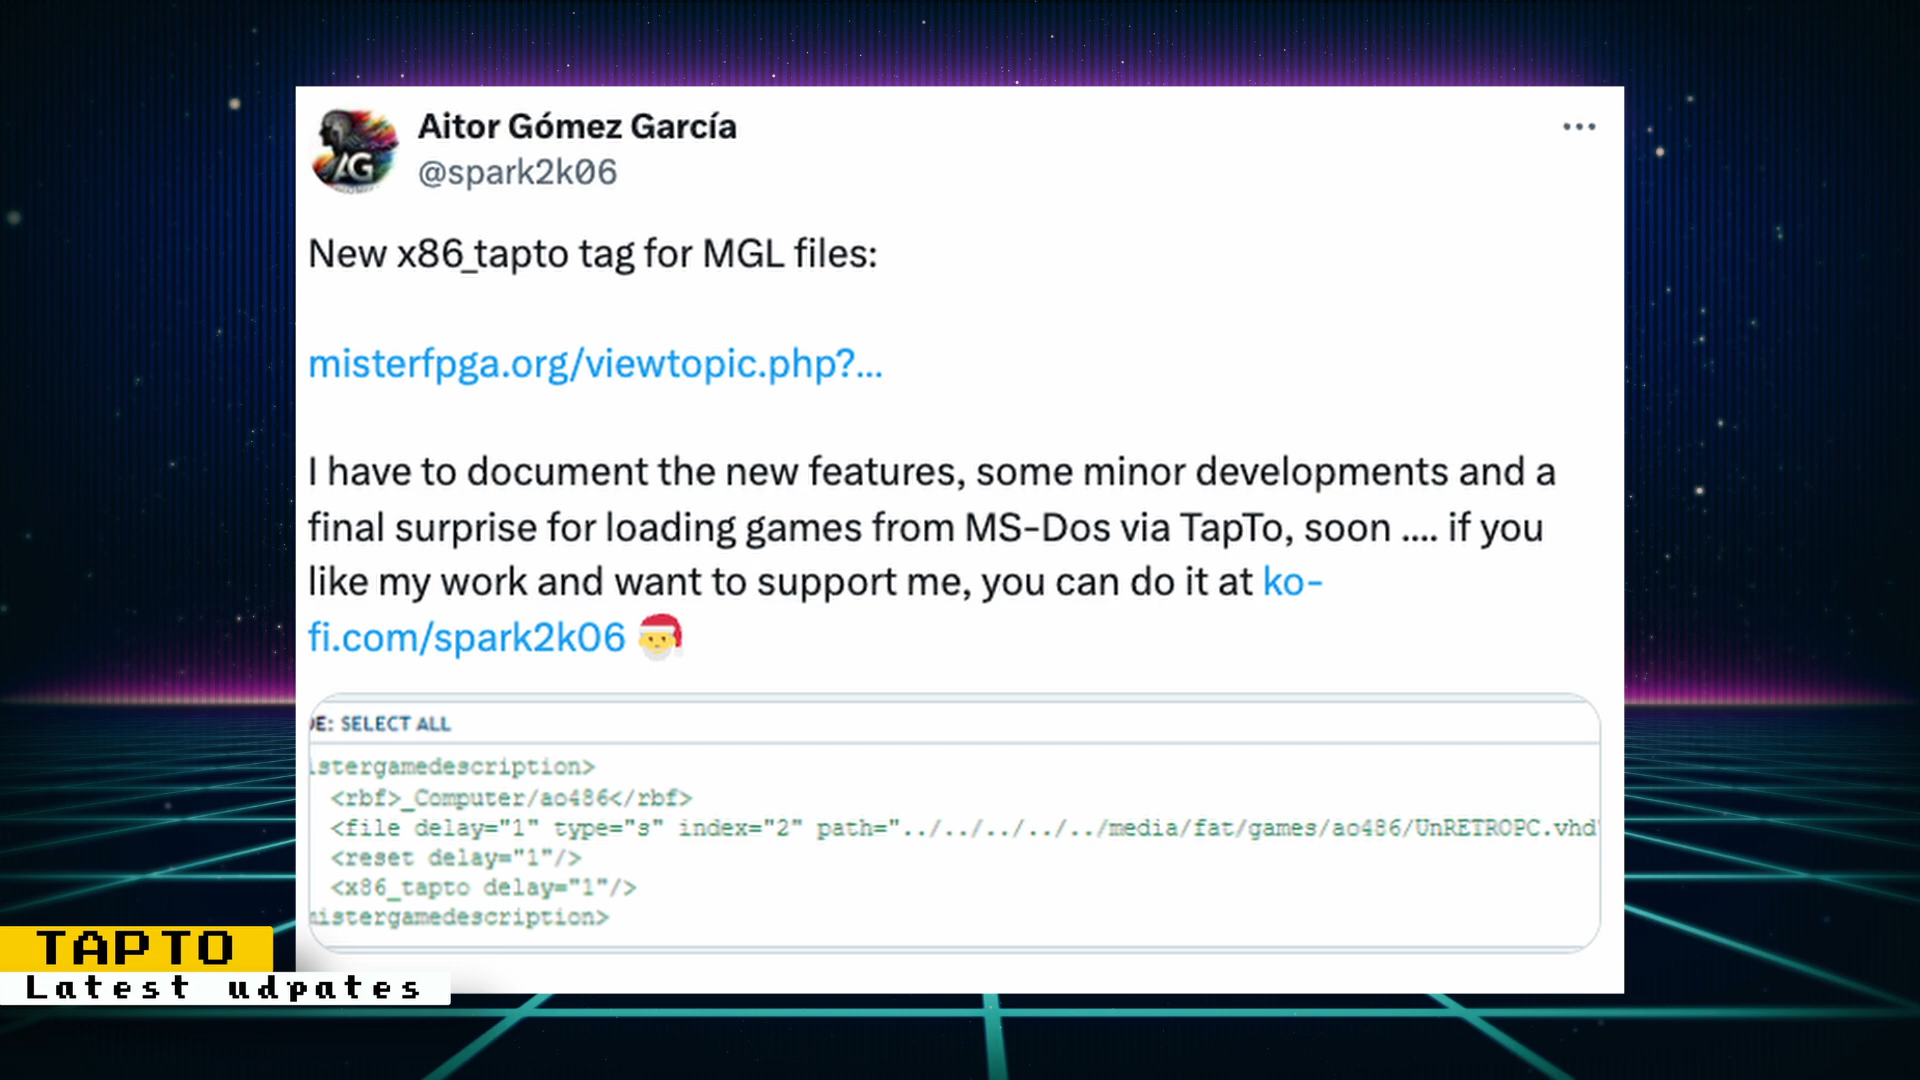 AG
Aitor Gómez García
@spark2k06
New x86_tapto tag for MGL files:
misterfpga.org/viewtopic.php?...
I have to document the new features, some minor developments and a
final surprise for loading games from MS-Dos via TapTo, soon .... if you
like my work and want to support me, you can do it at ko-
fi.com/spark2k06
DE: SELECT ALL
istergamedescription>
<rbf>_Computer/ao486</rbf>
<file delay="1" type="s" index="2" path="../../../../../media/fat/games/ao486/UnRETROPC.vhd"
<reset delay="1"/>
<x86_tapto delay="1"/>
mistergamedescription>
TAPTO
Latest udpates